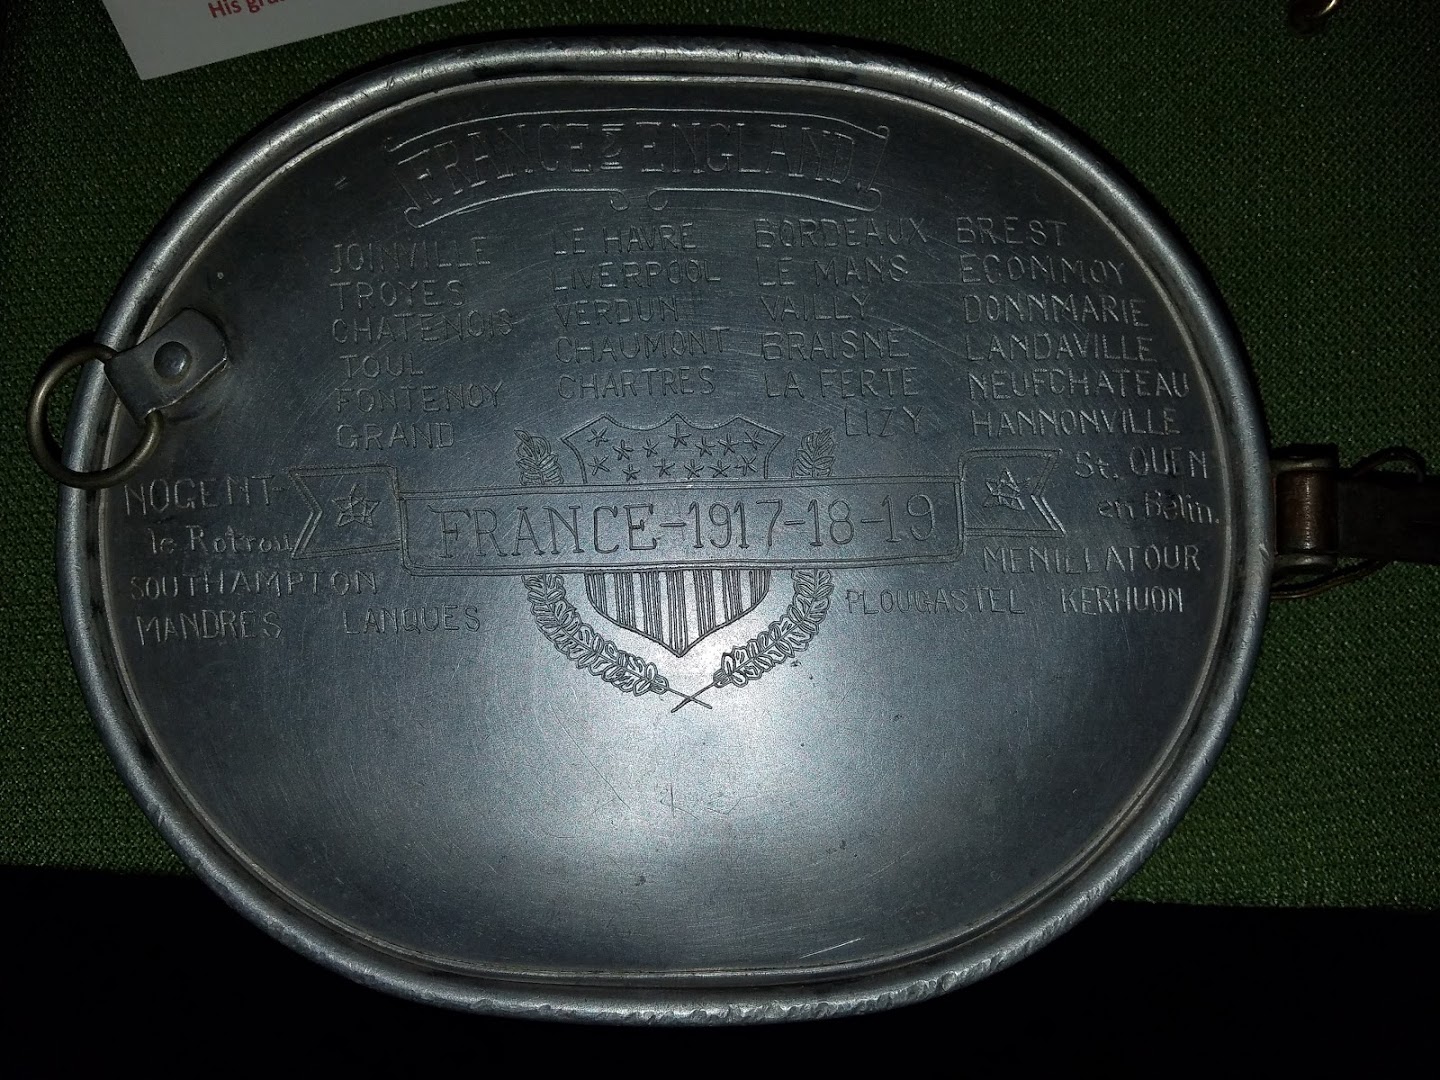 His
FRANCE & ENGLAND.
JOINVILLE LE HAVRE BORDEAUX BREST
TROYES LIVERPOOL LE MANS ECONMOY
CHATENOIS VERDUN VAILLY DONNMARIE
TOUL CHAUMONT BRAISNE LANDAVILLE
FONTENOY CHARTRES LA FERTE NEUFCHATEAU
GRAND LIZY HANNONVILLE
NOGENT St. OUEN
le Rotrou en Belin.
FRANCE-1917-18-19
SOUTHAMPTON MENILLATOUR
MANDRES LANQUES PLOUGASTEL KERHUON